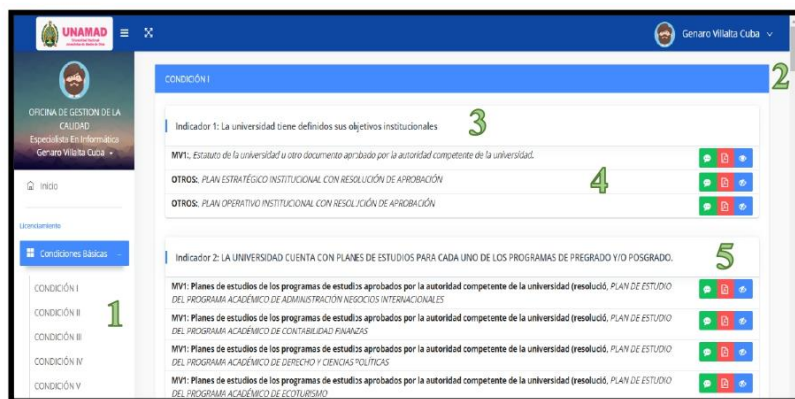 UNAMAD
Genaro Villalta Cuba
OFICINA DE GESTION DE LA
CALIDAD
Especialista En Informática
Genaro Villalta Cuba
Inicio
Licenciamiento
Condiciones Básicas
CONDICIÓN I
CONDICIÓN II
CONDICIÓN III
CONDICIÓN IV
CONDICIÓN V
1
CONDICIÓN I
2
Indicador 1: La universidad tiene definidos sus objetivos institucionales
3
MV1:, Estatuto de la universidad u otro documento aprobado por la autoridad competente de la universidad.
OTROS:, PLAN ESTRATÉGICO INSTITUCIONAL CON RESOLUCIÓN DE APROBACIÓN
4
OTROS:, PLAN OPERATIVO INSTITUCIONAL CON RESOLUCIÓN DE APROBACIÓN
Indicador 2: LA UNIVERSIDAD CUENTA CON PLANES DE ESTUDIOS PARA CADA UNO DE LOS PROGRAMAS DE PREGRADO Y/O POSGRADO.
5
MV1: Planes de estudios de los programas de estudios aprobados por la autoridad competente de la universidad (resolució, PLAN DE ESTUDIO
DEL PROGRAMA ACADÉMICO DE ADMINISTRACIÓN NEGOCIOS INTERNACIONALES
MV1: Planes de estudios de los programas de estudios aprobados por la autoridad competente de la universidad (resolució, PLAN DE ESTUDIO
DEL PROGRAMA ACADÉMICO DE CONTABILIDAD FINANZAS
MV1: Planes de estudios de los programas de estudios aprobados por la autoridad competente de la universidad (resolució, PLAN DE ESTUDIO
DEL PROGRAMA ACADÉMICO DE DERECHO Y CIENCIAS POLÍTICAS
MV1: Planes de estudios de los programas de estudios aprobados por la autoridad competente de la universidad (resolució, PLAN DE ESTUDIO
DEL PROGRAMA ACADÉMICO DE ECOTURISMO